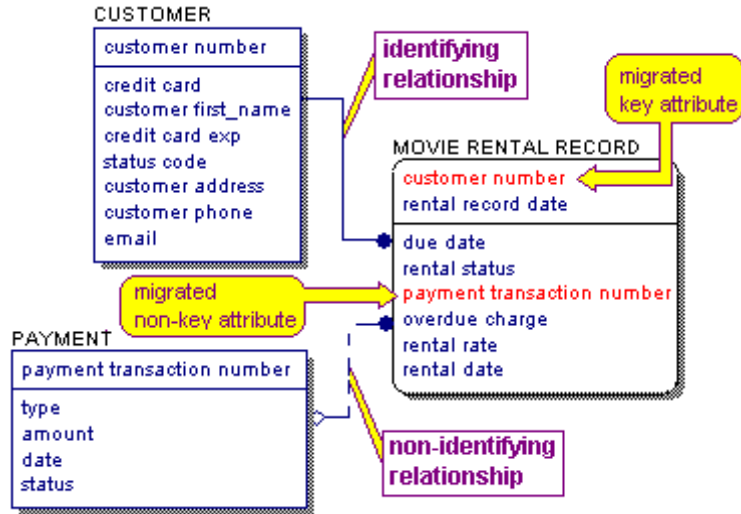 CUSTOMER
customer number
credit card
customer first_name
credit card exp
status code
customer address
customer phone
email
identifying
relationship
migrated
key attribute
MOVIE RENTAL RECORD
customer number
rental record date
due date
rental status
payment transaction number
overdue charge
rental rate
rental date
migrated
non-key attribute
PAYMENT
payment transaction number
type
amount
date
status
non-identifying
relationship